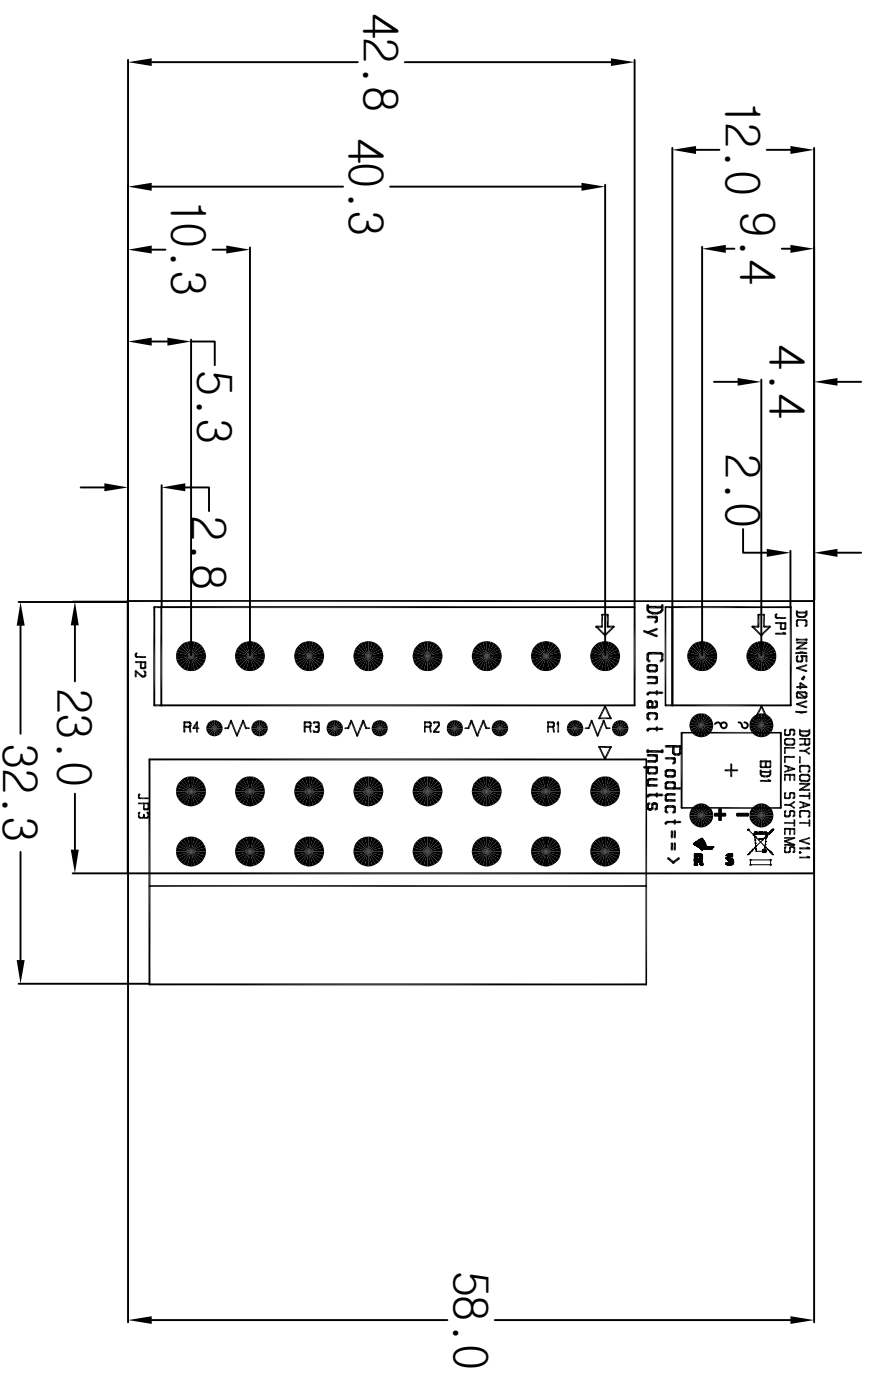 42.8
40.3
10.3
5.3
2.8
12.0
9.4
4.4
2.0
23.0
32.3
58.0
DC IN(5V~40V)
JP1
DRY_CONTACT V1.1
SOLLAE SYSTEMS
BD1
~ ~
+ -
R S
Dry Contact Inputs
Product==>
JP2
R4
R3
R2
R1
JP3